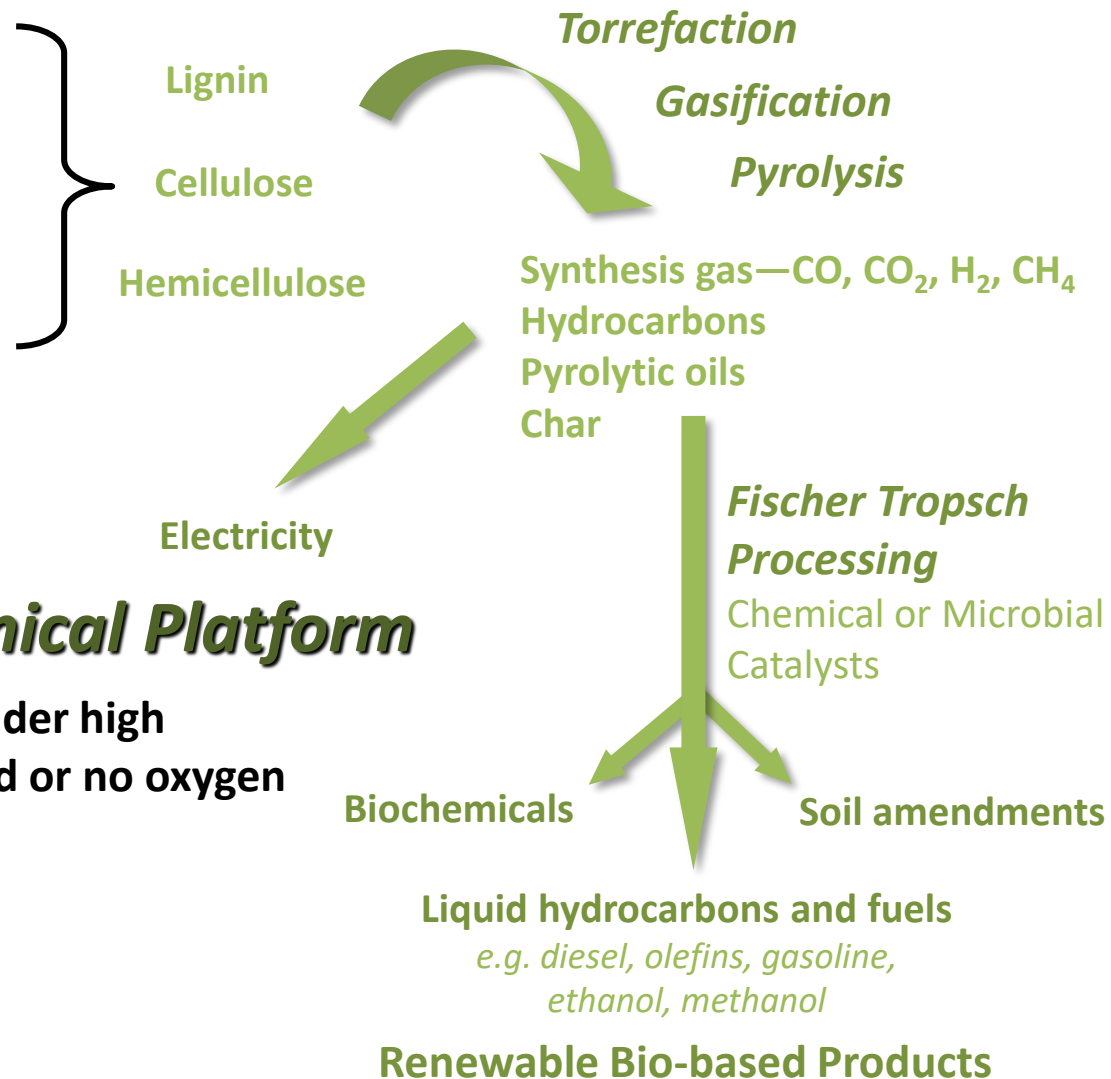 Torrefaction
Lignin
Gasification
Pyrolysis
Cellulose
Hemicellulose
Synthesis gas—CO, CO₂, H₂, CH₄
Hydrocarbons
Pyrolytic oils
Char
Electricity
Fischer Tropsch
Processing
Chemical or Microbial
Catalysts
mical Platform
der high
d or no oxygen
Biochemicals
Soil amendments
Liquid hydrocarbons and fuels
e.g. diesel, olefins, gasoline,
ethanol, methanol
Renewable Bio-based Products